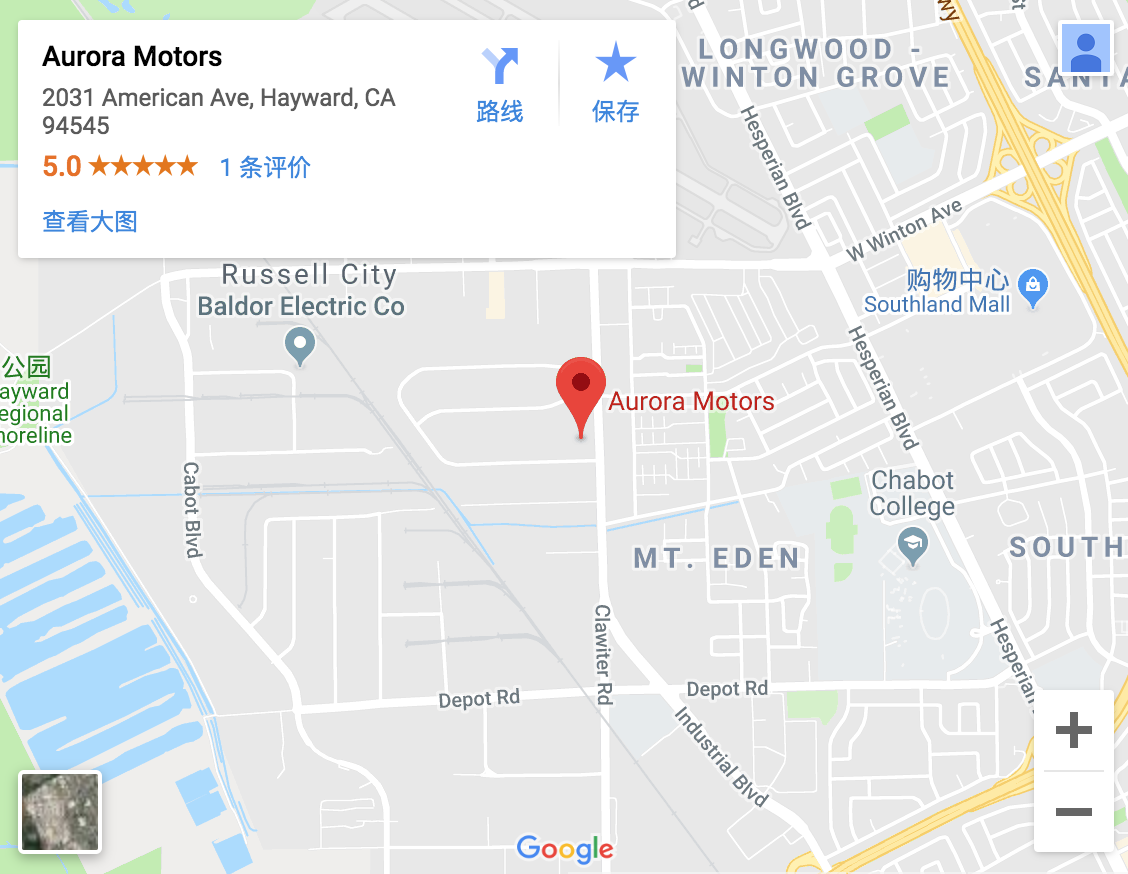 Aurora Motors
2031 American Ave, Hayward, CA
94545
5.0
1 条评价
查看大图
路线
保存
LONGWOOD -
WINTON GROVE
SANTA
Hesperian Blvd
W Winton Ave
Russell City
Baldor Electric Co
购物中心
Southland Mall
公园
ayward
egional
horeline
Aurora Motors
Hesperian Blvd
Cabot Blvd
Chabot
College
MT. EDEN
SOUTH
Clawiter Rd
Hesperian
Depot Rd
Depot Rd
Industrial Blvd
Google